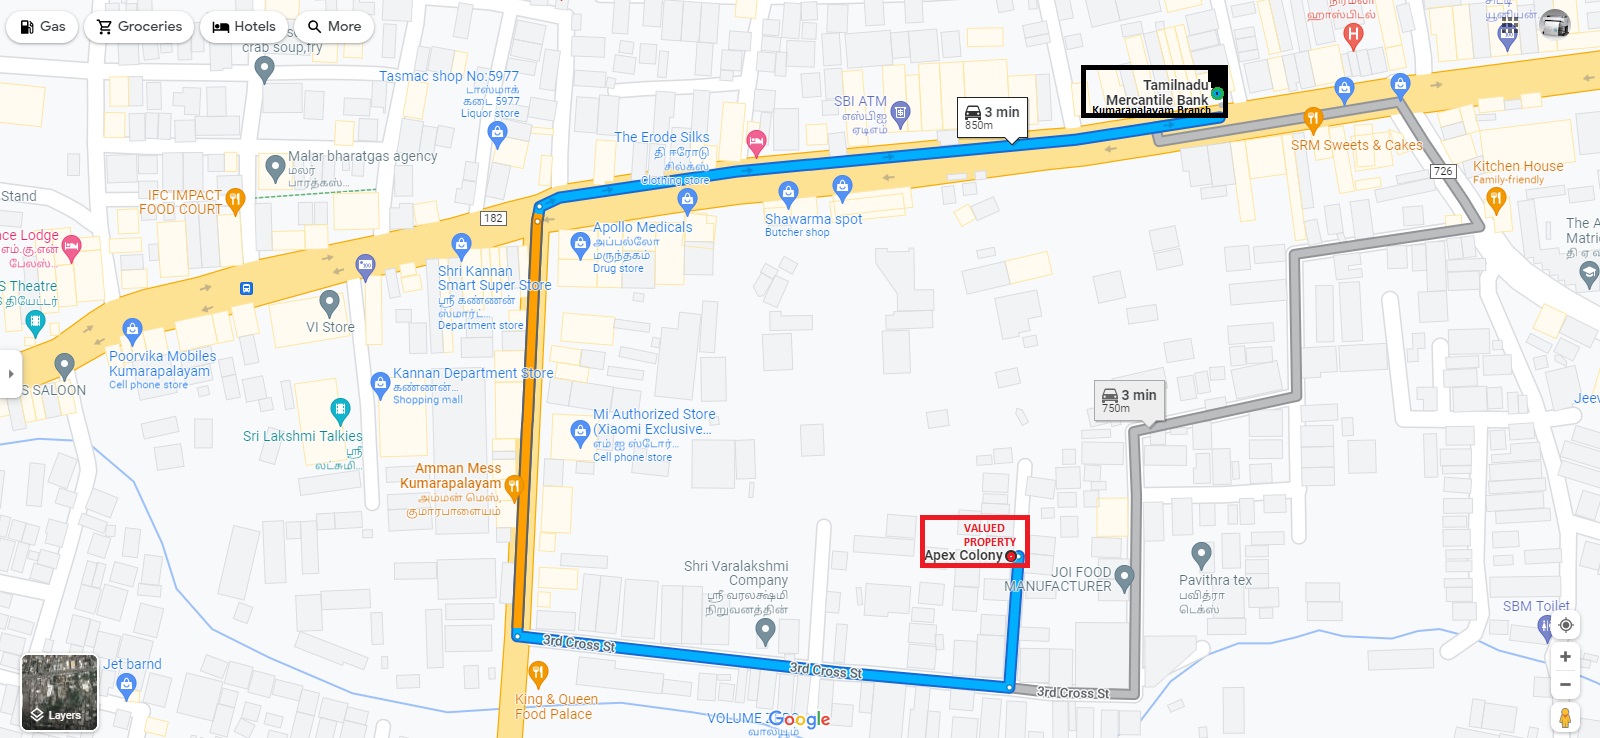 Gas
Groceries
Hotels
More
crab soup,fry
Tasmac shop No:5977
டாஸ்மாக்
கடை 5977
Liquor store
SBI ATM
எஸ்பிஐ
ஏடிஎம்
3 min
850m
Tamilnadu
Mercantile Bank
Kumarapalayam Branch
ஹாஸ்பிடல்
யூனியன்
SRM Sweets & Cakes
726
Kitchen House
Family-friendly
The Erode Silks
தி ஈரோடு
சில்க்ஸ்
Clothing store
Malar bharatgas agency
மலர்
பாரத்கஸ்...
Stand
IFC IMPACT
FOOD COURT
182
Apollo Medicals
அப்பல்லோ
மருந்தகம்
Drug store
Shawarma spot
Butcher shop
The A
Matric
தி ஏ வ
ace Lodge
எம்.கு.என்
பேலஸ்...
S Theatre
ஸ் தியேட்டர்
Shri Kannan
Smart Super Store
ஸ்ரீ கண்ணன்
ஸ்மார்ட்...
Department store
VI Store
Poorvika Mobiles
Kumarapalayam
Cell phone store
S SALOON
Kannan Department Store
கண்ணன்...
Shopping mall
3 min
750m
Jeev
Mi Authorized Store
(Xiaomi Exclusive...
எம் ஐ ஸ்டோர்...
Cell phone store
Sri Lakshmi Talkies
ஸ்ரீ
லட்சுமி...
Amman Mess
Kumarapalayam
அம்மன் மெஸ்,
குமாரபாளையம்
VALUED
PROPERTY
Apex Colony
JOI FOOD
MANUFACTURER
Pavithra tex
பவித்ரா
டெக்ஸ்
Shri Varalakshmi
Company
ஸ்ரீ வரலக்ஷ்மி
நிறுவனத்தின்
SBM Toilet
3rd Cross St
3rd Cross St
3rd Cross St
Jet barnd
King & Queen
Food Palace
Layers
VOLUME
வால்யூம்
Google